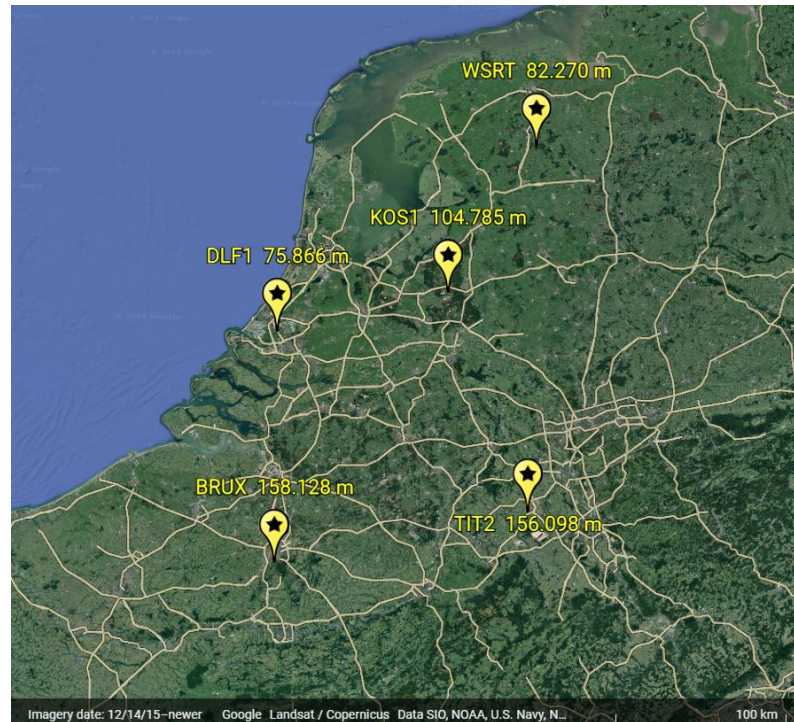 WSRT 82.270 m
KOS1 104.785 m
DLF1 75.866 m
BRUX 158.128 m
TIT2 156.098 m
Imagery date: 12/14/15–newer Google Landsat / Copernicus Data SIO, NOAA, U.S. Navy, N... 100 km